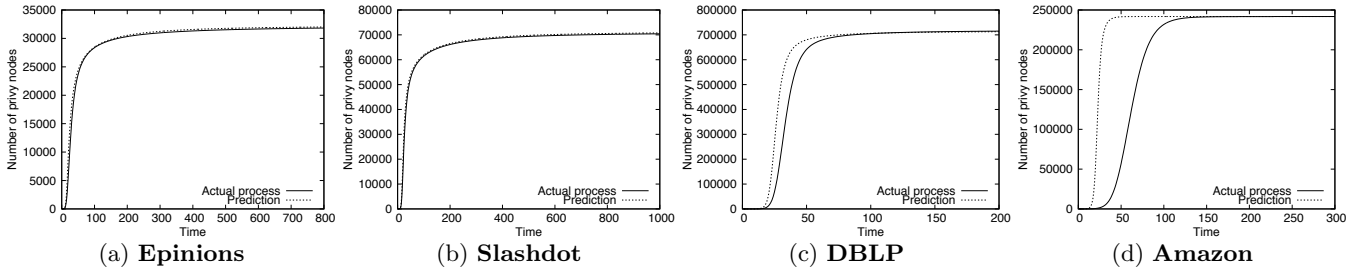 Number of privy nodes
35000
30000
25000
20000
15000
10000
5000
0
Actual process
Prediction
0 100 200 300 400 500 600 700 800
Time
(a) Epinions
Number of privy nodes
80000
70000
60000
50000
40000
30000
20000
10000
0
Actual process
Prediction
0 200 400 600 800 1000
Time
(b) Slashdot
Number of privy nodes
800000
700000
600000
500000
400000
300000
200000
100000
0
Actual process
Prediction
0 50 100 150 200
Time
(c) DBLP
Number of privy nodes
250000
200000
150000
100000
50000
0
Actual process
Prediction
0 50 100 150 200 250 300
Time
(d) Amazon